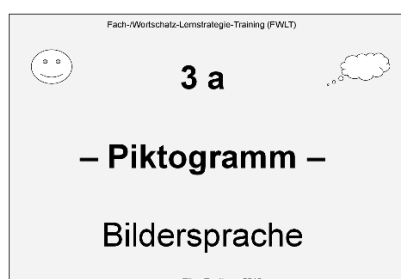 Fach-/Wortschatz-Lernstrategie-Training (FWLT)
3 a
– Piktogramm –
Bildersprache